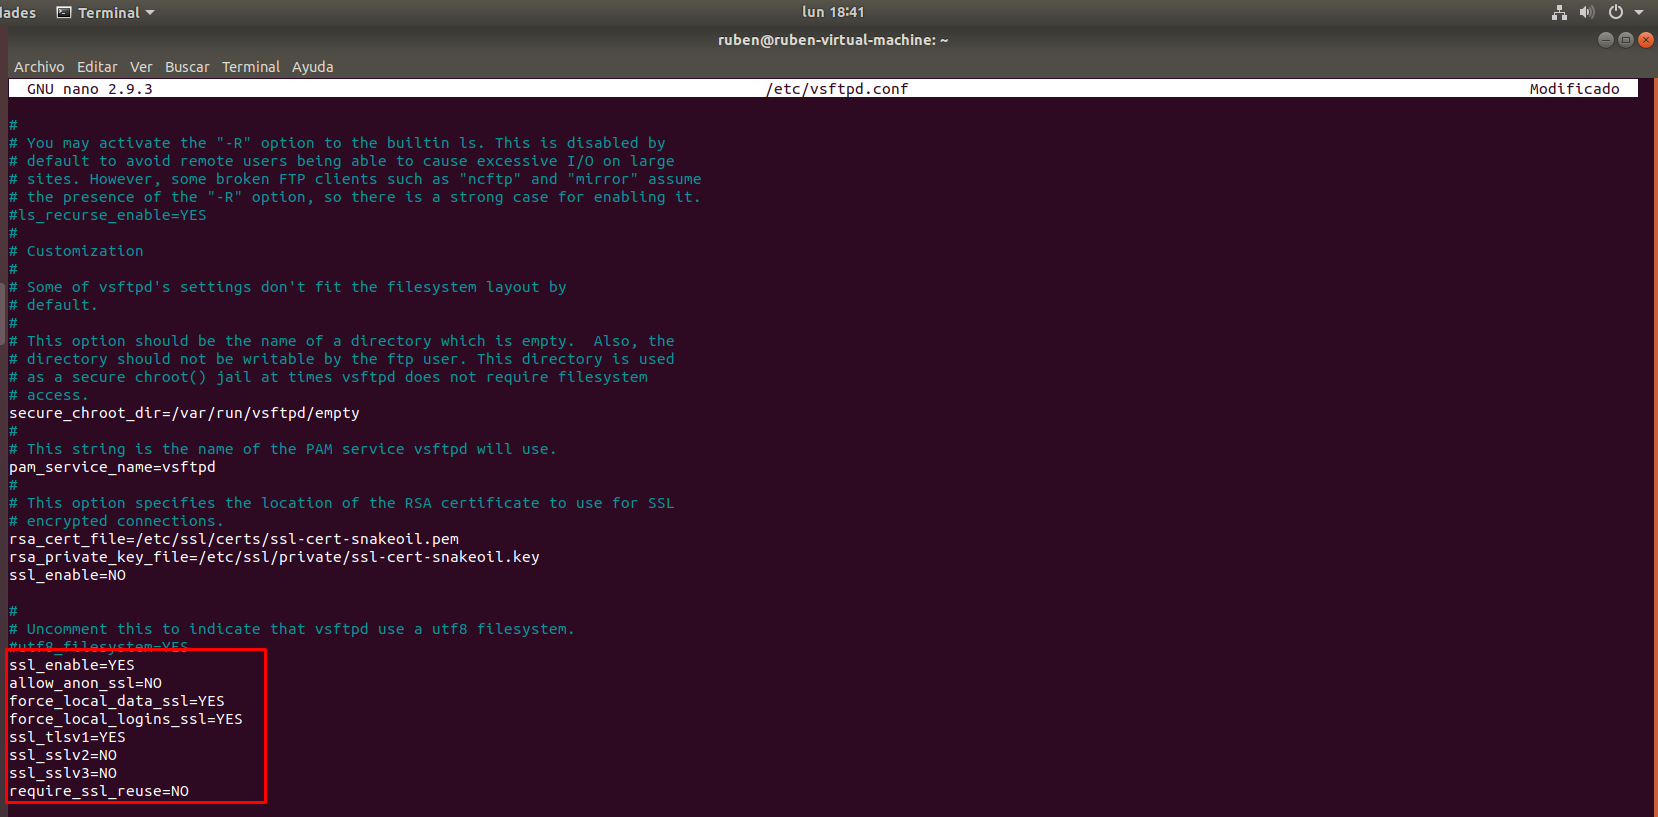 dades Terminal lun 18:41
ruben@ruben-virtual-machine: ~
Archivo Editar Ver Buscar Terminal Ayuda
GNU nano 2.9.3 /etc/vsftpd.conf Modificado
#
# You may activate the "-R" option to the builtin ls. This is disabled by
# default to avoid remote users being able to cause excessive I/O on large
# sites. However, some broken FTP clients such as "ncftp" and "mirror" assume
# the presence of the "-R" option, so there is a strong case for enabling it.
#ls_recurse_enable=YES
#
# Customization
#
# Some of vsftpd's settings don't fit the filesystem layout by
# default.
#
# This option should be the name of a directory which is empty.  Also, the
# directory should not be writable by the ftp user. This directory is used
# as a secure chroot() jail at times vsftpd does not require filesystem
# access.
secure_chroot_dir=/var/run/vsftpd/empty
#
# This string is the name of the PAM service vsftpd will use.
pam_service_name=vsftpd
#
# This option specifies the location of the RSA certificate to use for SSL
# encrypted connections.
rsa_cert_file=/etc/ssl/certs/ssl-cert-snakeoil.pem
rsa_private_key_file=/etc/ssl/private/ssl-cert-snakeoil.key
ssl_enable=NO
#
# Uncomment this to indicate that vsftpd use a utf8 filesystem.
#utf8_filesystem=YES
ssl_enable=YES
allow_anon_ssl=NO
force_local_data_ssl=YES
force_local_logins_ssl=YES
ssl_tlsv1=YES
ssl_sslv2=NO
ssl_sslv3=NO
require_ssl_reuse=NO